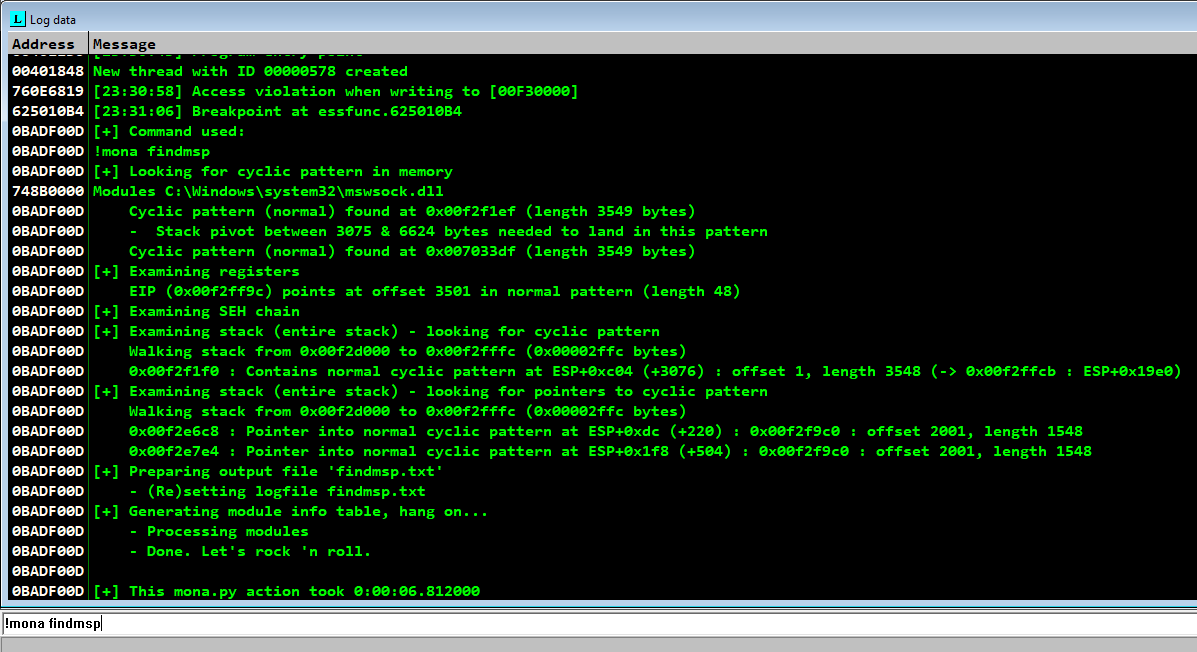 L Log data
Address Message
00401848 New thread with ID 00000578 created
760E6819 [23:30:58] Access violation when writing to [00F30000]
625010B4 [23:31:06] Breakpoint at essfunc.625010B4
0BADF00D [+] Command used:
0BADF00D !mona findmsp
0BADF00D [+] Looking for cyclic pattern in memory
748B0000 Modules C:\Windows\system32\mswsock.dll
0BADF00D     Cyclic pattern (normal) found at 0x00f2f1ef (length 3549 bytes)
0BADF00D     -  Stack pivot between 3075 & 6624 bytes needed to land in this pattern
0BADF00D     Cyclic pattern (normal) found at 0x007033df (length 3549 bytes)
0BADF00D [+] Examining registers
0BADF00D     EIP (0x00f2ff9c) points at offset 3501 in normal pattern (length 48)
0BADF00D [+] Examining SEH chain
0BADF00D [+] Examining stack (entire stack) - looking for cyclic pattern
0BADF00D     Walking stack from 0x00f2d000 to 0x00f2fffc (0x00002ffc bytes)
0BADF00D     0x00f2f1f0 : Contains normal cyclic pattern at ESP+0xc04 (+3076) : offset 1, length 3548 (-> 0x00f2ffcb : ESP+0x19e0)
0BADF00D [+] Examining stack (entire stack) - looking for pointers to cyclic pattern
0BADF00D     Walking stack from 0x00f2d000 to 0x00f2fffc (0x00002ffc bytes)
0BADF00D     0x00f2e6c8 : Pointer into normal cyclic pattern at ESP+0xdc (+220) : 0x00f2f9c0 : offset 2001, length 1548
0BADF00D     0x00f2e7e4 : Pointer into normal cyclic pattern at ESP+0x1f8 (+504) : 0x00f2f9c0 : offset 2001, length 1548
0BADF00D [+] Preparing output file 'findmsp.txt'
0BADF00D     - (Re)setting logfile findmsp.txt
0BADF00D [+] Generating module info table, hang on...
0BADF00D     - Processing modules
0BADF00D     - Done. Let's rock 'n roll.
0BADF00D
0BADF00D [+] This mona.py action took 0:00:06.812000
!mona findmsp